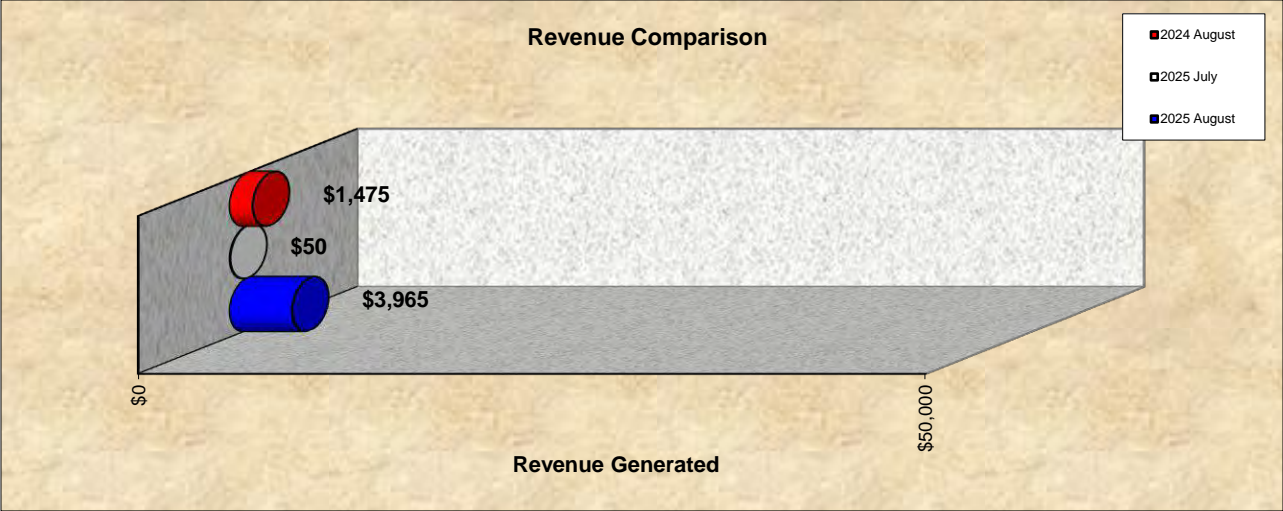 Revenue Comparison
2024 August
2025 July
2025 August
$1,475
$50
$3,965
$0
$50,000
Revenue Generated